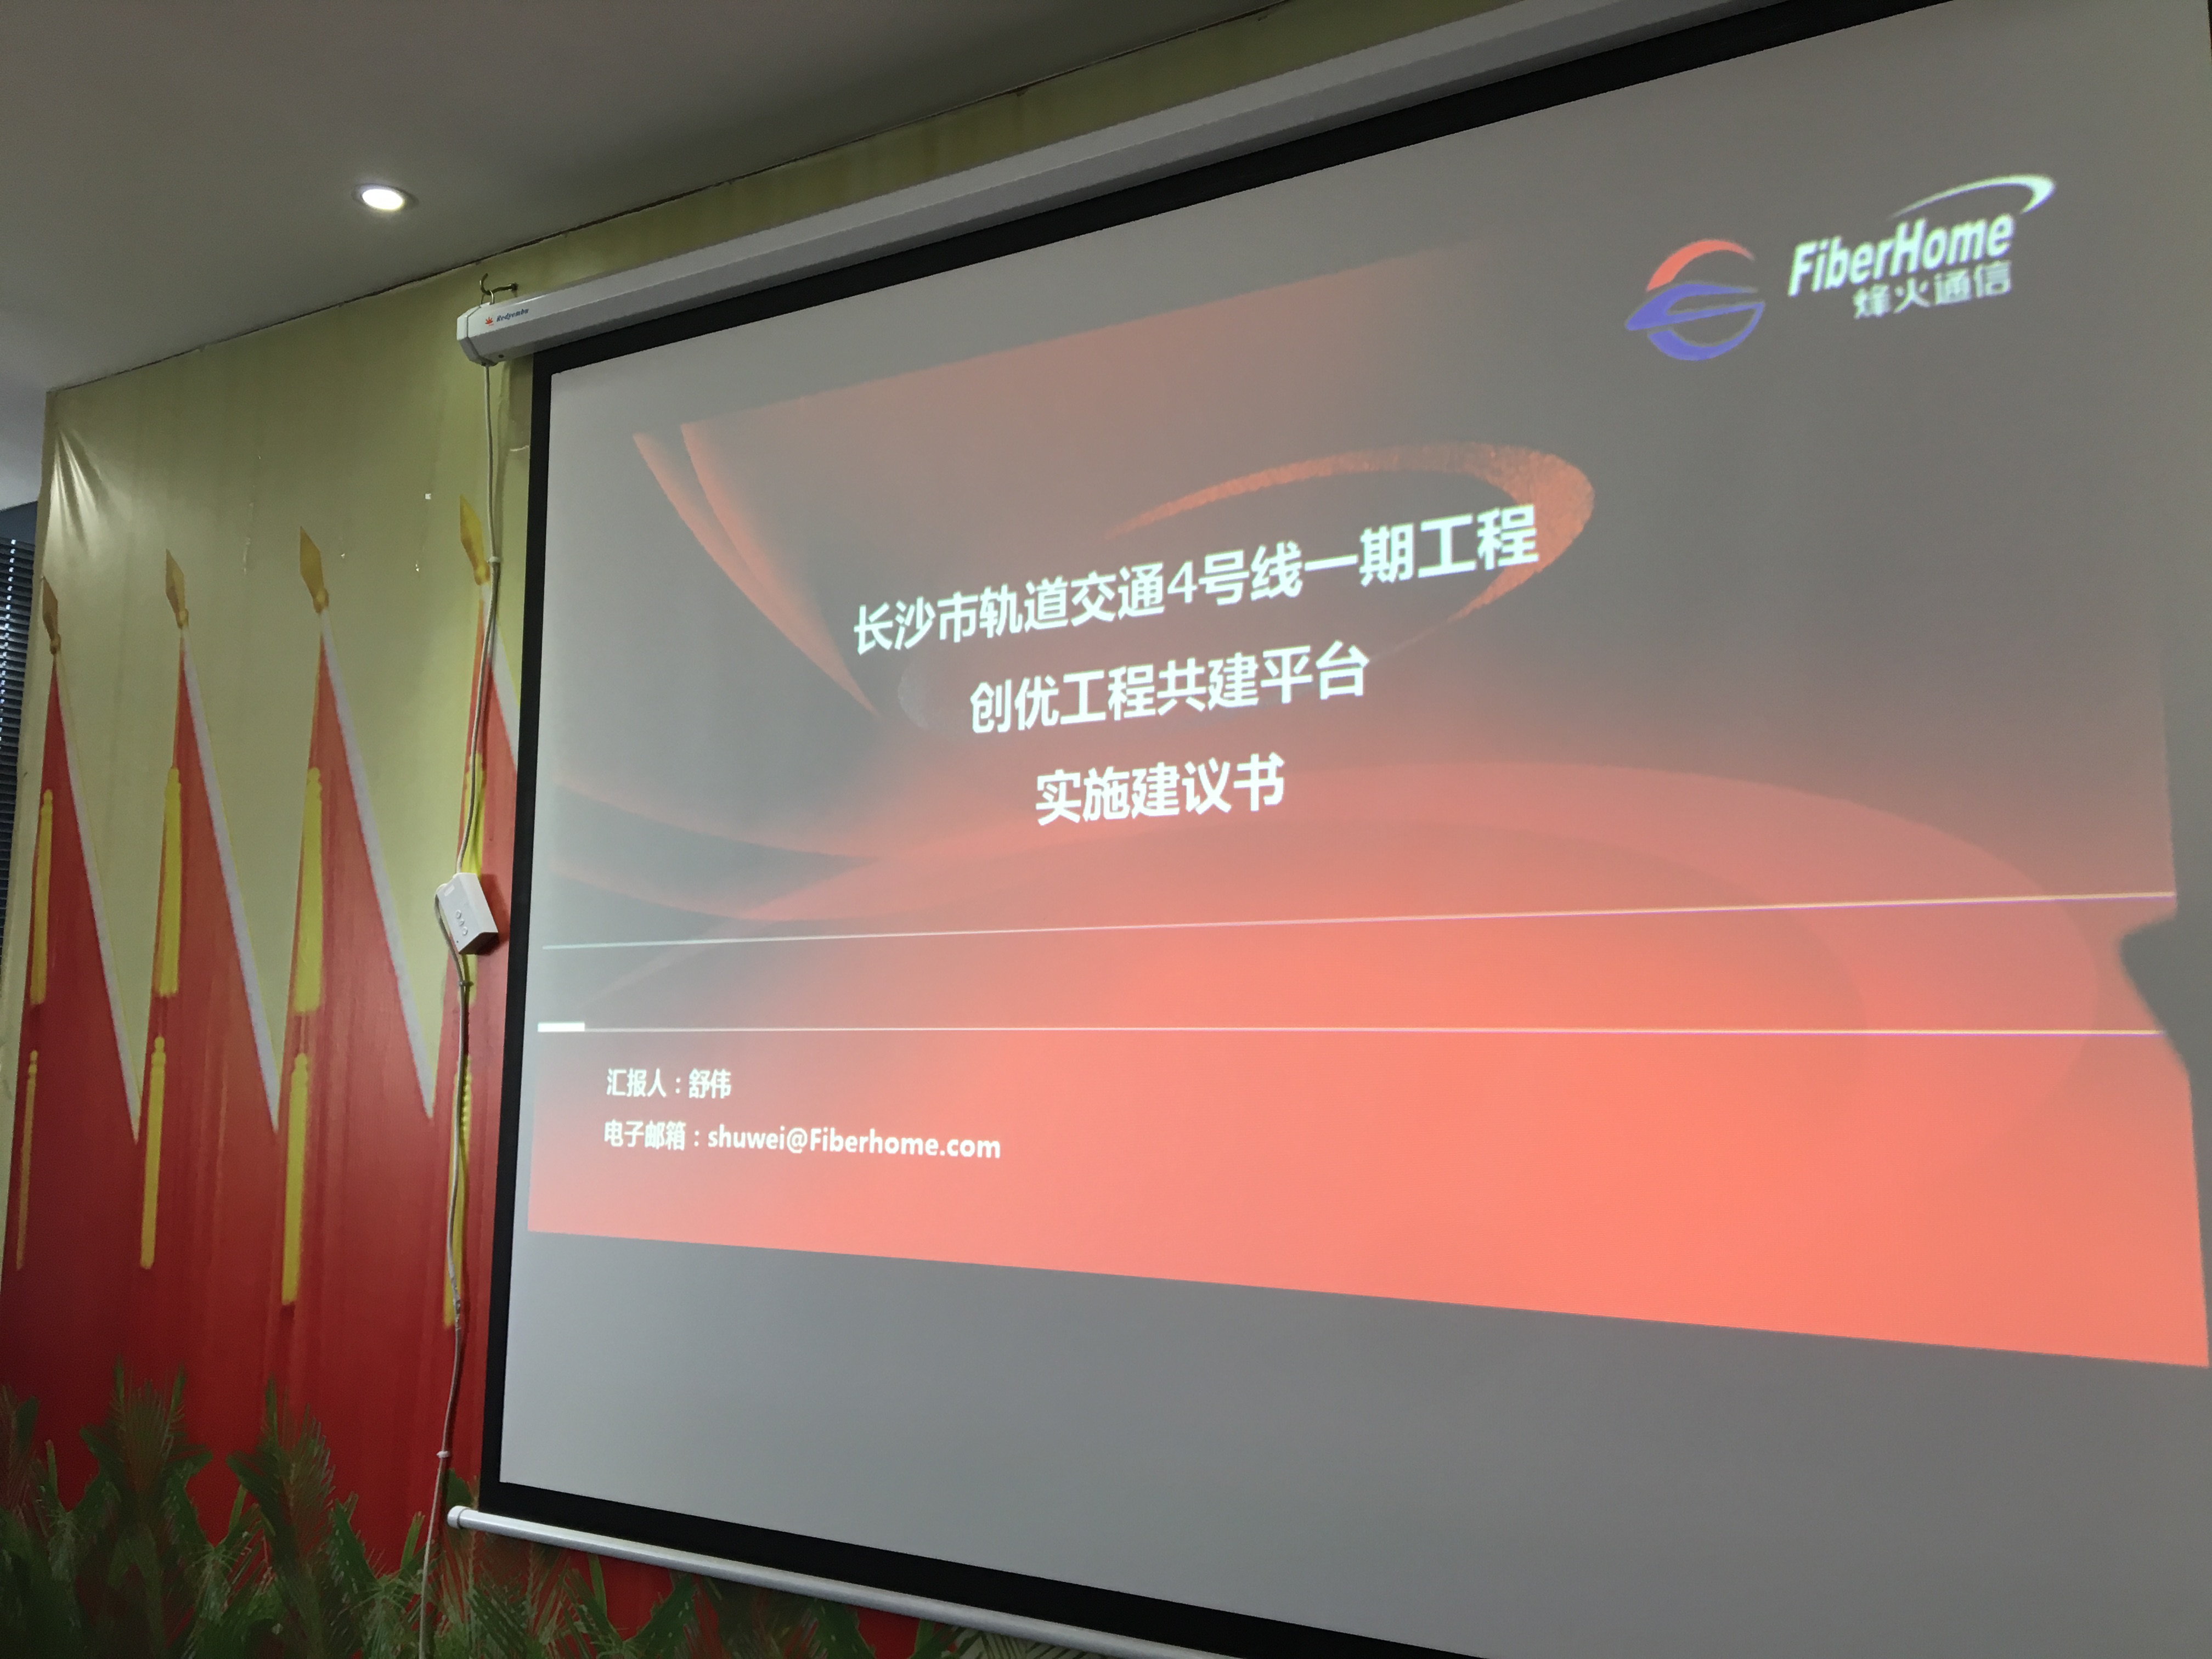 FiberHome
烽火通信
长沙市轨道交通4号线一期工程
创优工程共建平台
实施建议书
汇报人：舒伟
电子邮箱：shuwei@Fiberhome.com